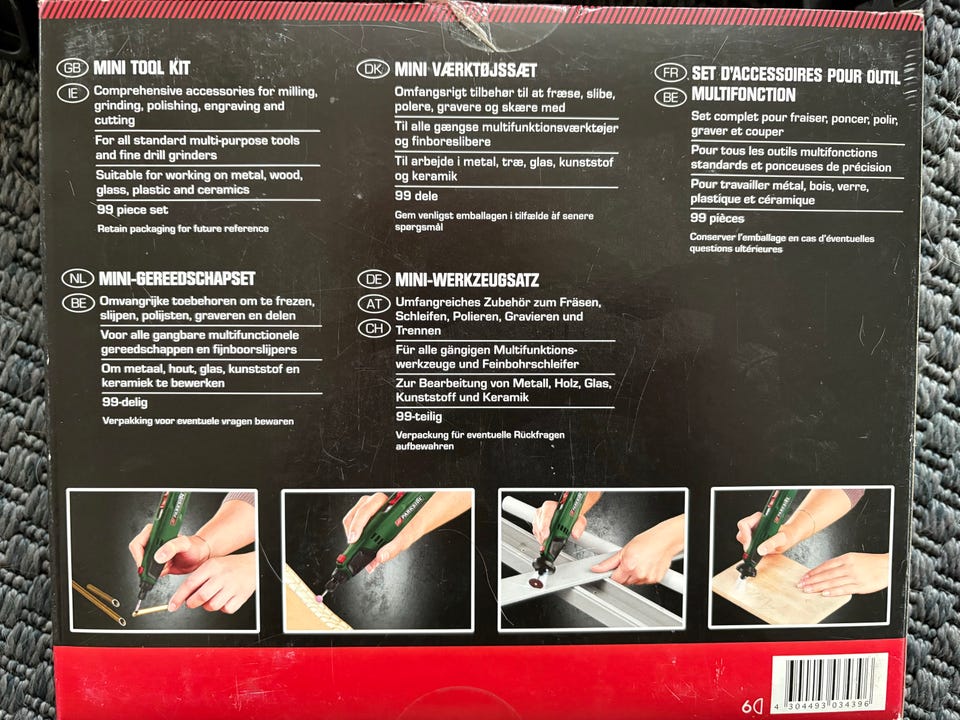 GB MINI TOOL KIT
IE Comprehensive accessories for milling,
grinding, polishing, engraving and
cutting
For all standard multi-purpose tools
and fine drill grinders
Suitable for working on metal, wood,
glass, plastic and ceramics
99 piece set
Retain packaging for future reference
DK MINI VÆRKTØJSSÆT
Omfangsrigt tilbehør til at fræse, slibe,
polere, gravere og skære med
Til alle gængse multifunktionsværktøjer
og finboreslibere
Til arbejde i metal, træ, glas, kunststof
og keramik
99 dele
Gem venligst emballagen i tilfælde af senere
spørgsmål
FR SET D'ACCESSOIRES POUR OUTIL
BE MULTIFONCTION
Set complet pour fraiser, poncer, polir,
graver et couper
Pour tous les outils multifonctions
standards et ponceuses de précision
Pour travailler métal, bois, verre,
plastique et céramique
99 pièces
Conserver l'emballage en cas d'éventuelles
questions ultérieures
NL MINI-GEREEDSCHAPSET
BE Omvangrijke toebehoren om te frezen,
slijpen, polijsten, graveren en delen
Voor alle gangbare multifunctionele
gereedschappen en fijnboorslijpers
Om metaal, hout, glas, kunststof en
keramiek te bewerken
99-delig
Verpakking voor eventuele vragen bewaren
DE MINI-WERKZEUGSATZ
AT Umfangreiches Zubehör zum Fräsen,
Schleifen, Polieren, Gravieren und
CH Trennen
Für alle gängigen Multifunktions-
werkzeuge und Feinbohrschleifer
Zur Bearbeitung von Metall, Holz, Glas,
Kunststoff und Keramik
99-teilig
Verpackung für eventuelle Rückfragen
aufbewahren
PARKSIDE
PARKSIDE
4 304493 034396